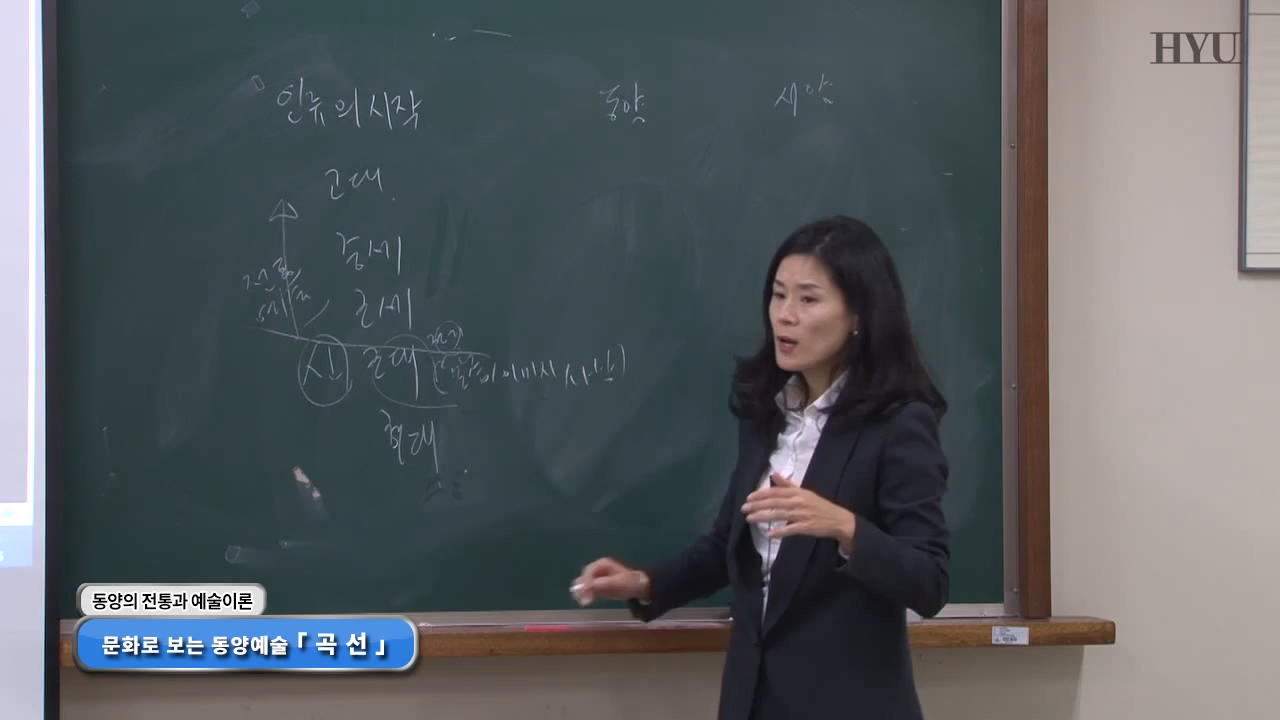 HYU
인류의 시작
동양
서양
고대
중세
근세
신 근대
현대
동양의 전통과 예술이론
문화로 보는 동양예술 「곡 선」